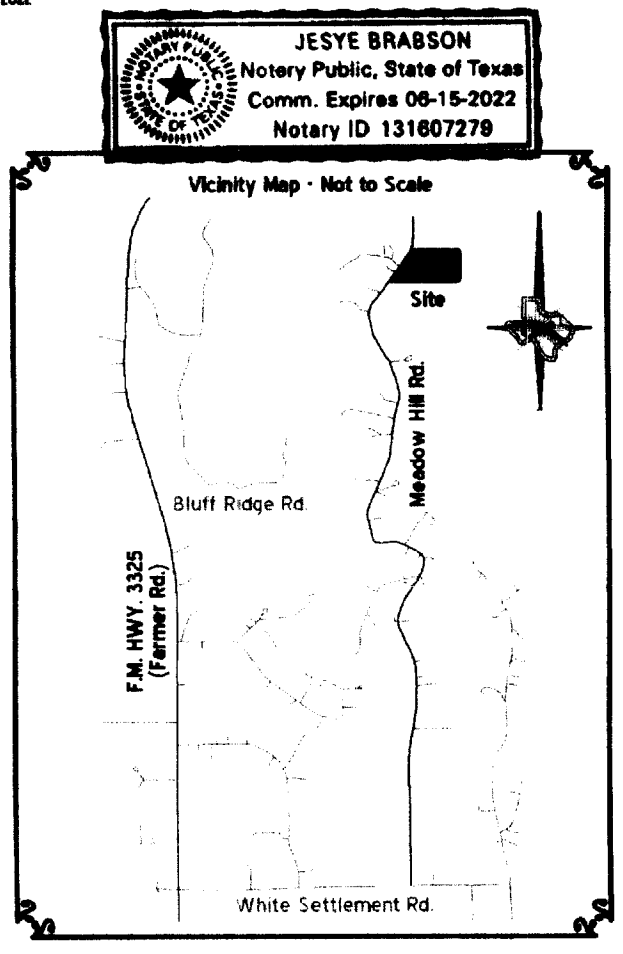 JESYE BRABSON
Notery Public, State of Texas
Comm. Expires 06-15-2022
Notary ID 131607279
NOTARY PUBLIC
STATE OF TEXAS
Vicinity Map · Not to Scale
Site
Meadow Hill Rd.
Bluff Ridge Rd.
F.M. HWY. 3325
(Farmer Rd.)
White Settlement Rd.